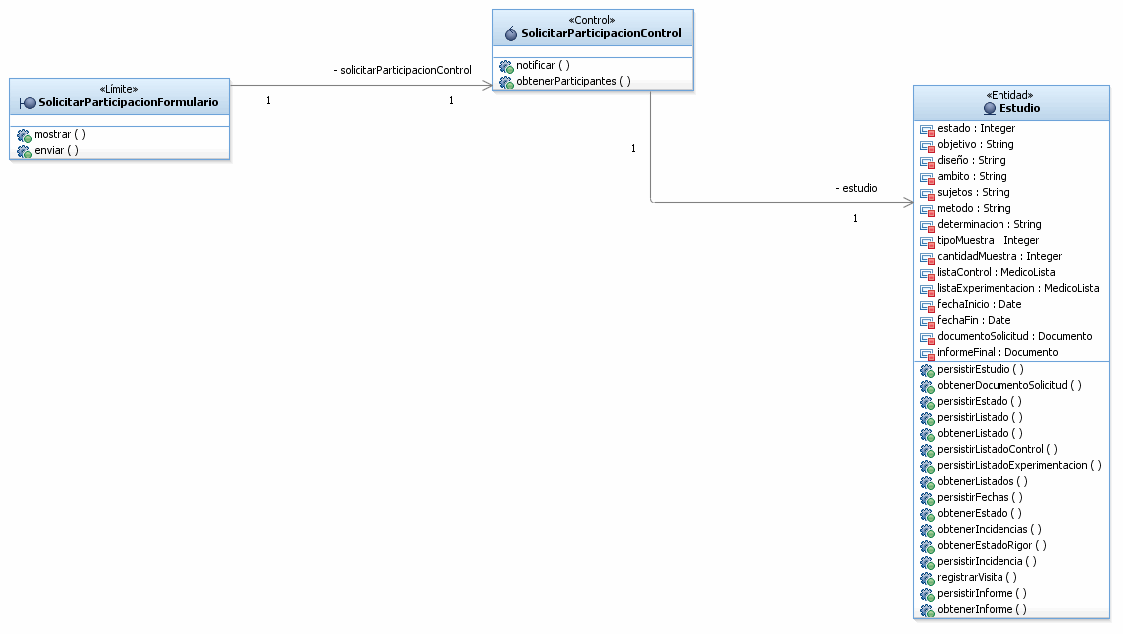 «Control»
SolicitarParticipacionControl
notificar ( )
obtenerParticipantes ( )
- solicitarParticipacionControl
1
1
«Límite»
SolicitarParticipacionFormulario
mostrar ( )
enviar ( )
1
- estudio
1
«Entidad»
Estudio
estado : Integer
objetivo : String
diseño : String
ambito : String
sujetos : String
metodo : String
determinacion : String
tipoMuestra : Integer
cantidadMuestra : Integer
listaControl : MedicoLista
listaExperimentacion : MedicoLista
fechaInicio : Date
fechaFin : Date
documentoSolicitud : Documento
informeFinal : Documento
persistirEstudio ( )
obtenerDocumentoSolicitud ( )
persistirEstado ( )
persistirListado ( )
obtenerListado ( )
persistirListadoControl ( )
persistirListadoExperimentacion ( )
obtenerListados ( )
persistirFechas ( )
obtenerEstado ( )
obtenerIncidencias ( )
obtenerEstadoRigor ( )
persistirIncidencia ( )
registrarVisita ( )
persistirInforme ( )
obtenerInforme ( )